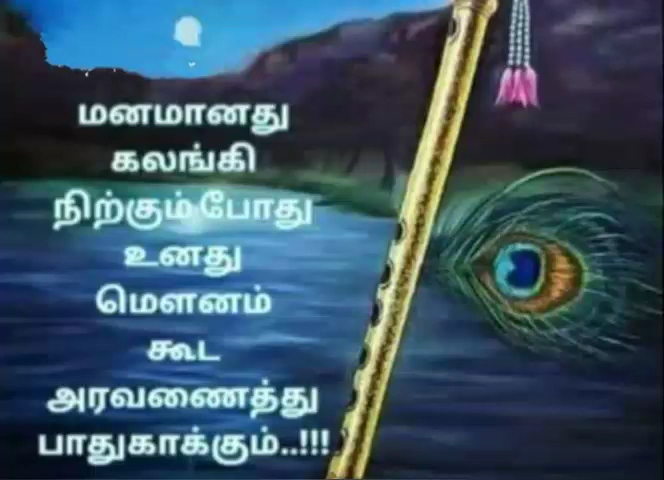 மனமானது
கலங்கி
நிற்கும் போது
உனது
மௌனம்
கூட
அரவணைத்து
பாதுகாக்கும்..!!!